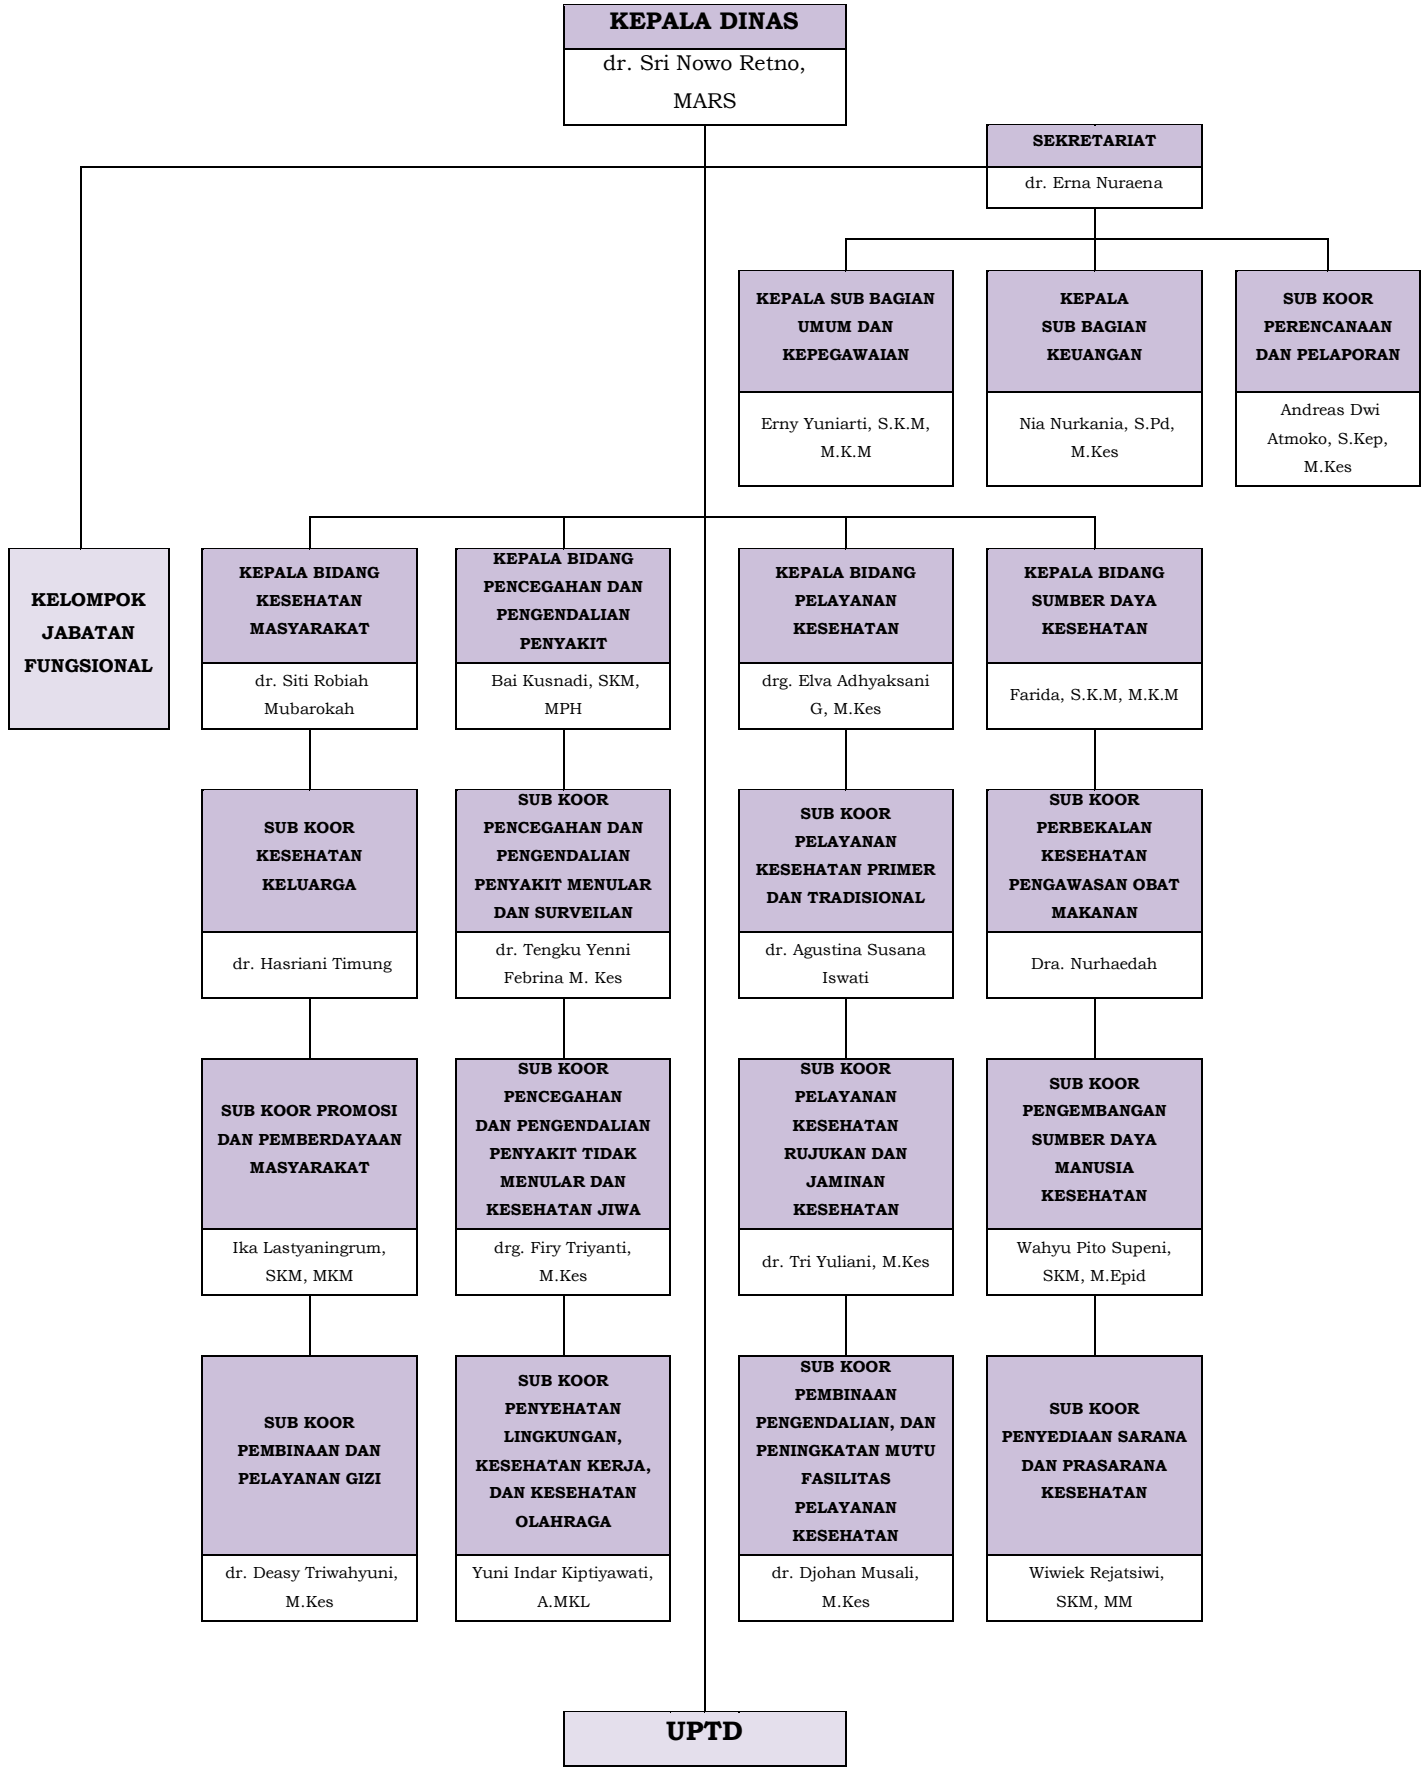 KEPALA DINAS
dr. Sri Nowo Retno,
MARS
SEKRETARIAT
dr. Erna Nuraena
KEPALA SUB BAGIAN
UMUM DAN
KEPEGAWAIAN
Erny Yuniarti, S.K.M,
M.K.M
KEPALA
SUB BAGIAN
KEUANGAN
Nia Nurkania, S.Pd,
M.Kes
SUB KOOR
PERENCANAAN
DAN PELAPORAN
Andreas Dwi
Atmoko, S.Kep,
M.Kes
KELOMPOK
JABATAN
FUNGSIONAL
KEPALA BIDANG
KESEHATAN
MASYARAKAT
dr. Siti Robiah
Mubarokah
KEPALA BIDANG
PENCEGAHAN DAN
PENGENDALIAN
PENYAKIT
Bai Kusnadi, SKM,
MPH
KEPALA BIDANG
PELAYANAN
KESEHATAN
drg. Elva Adhyaksani
G, M.Kes
KEPALA BIDANG
SUMBER DAYA
KESEHATAN
Farida, S.K.M, M.K.M
SUB KOOR
KESEHATAN
KELUARGA
dr. Hasriani Timung
SUB KOOR
PENCEGAHAN DAN
PENGENDALIAN
PENYAKIT MENULAR
DAN SURVEILAN
dr. Tengku Yenni
Febrina M. Kes
SUB KOOR
PELAYANAN
KESEHATAN PRIMER
DAN TRADISIONAL
dr. Agustina Susana
Iswati
SUB KOOR
PERBEKALAN
KESEHATAN
PENGAWASAN OBAT
MAKANAN
Dra. Nurhaedah
SUB KOOR PROMOSI
DAN PEMBERDAYAAN
MASYARAKAT
Ika Lastyaningrum,
SKM, MKM
SUB KOOR
PENCEGAHAN
DAN PENGENDALIAN
PENYAKIT TIDAK
MENULAR DAN
KESEHATAN JIWA
drg. Firy Triyanti,
M.Kes
SUB KOOR
PELAYANAN
KESEHATAN
RUJUKAN DAN
JAMINAN
KESEHATAN
dr. Tri Yuliani, M.Kes
SUB KOOR
PENGEMBANGAN
SUMBER DAYA
MANUSIA
KESEHATAN
Wahyu Pito Supeni,
SKM, M.Epid
SUB KOOR
PEMBINAAN DAN
PELAYANAN GIZI
dr. Deasy Triwahyuni,
M.Kes
SUB KOOR
PENYEHATAN
LINGKUNGAN,
KESEHATAN KERJA,
DAN KESEHATAN
OLAHRAGA
Yuni Indar Kiptiyawati,
A.MKL
SUB KOOR
PEMBINAAN
PENGENDALIAN, DAN
PENINGKATAN MUTU
FASILITAS
PELAYANAN
KESEHATAN
dr. Djohan Musali,
M.Kes
SUB KOOR
PENYEDIAAN SARANA
DAN PRASARANA
KESEHATAN
Wiwiek Rejatsiwi,
SKM, MM
UPTD